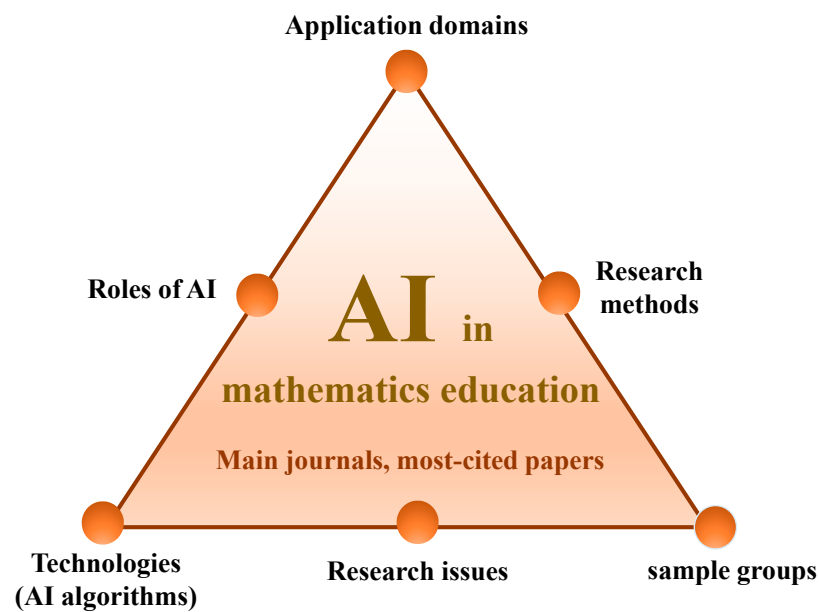 Application domains
Roles of AI
Research
methods
AI in
mathematics education
Main journals, most-cited papers
Technologies
(AI algorithms)
Research issues
sample groups